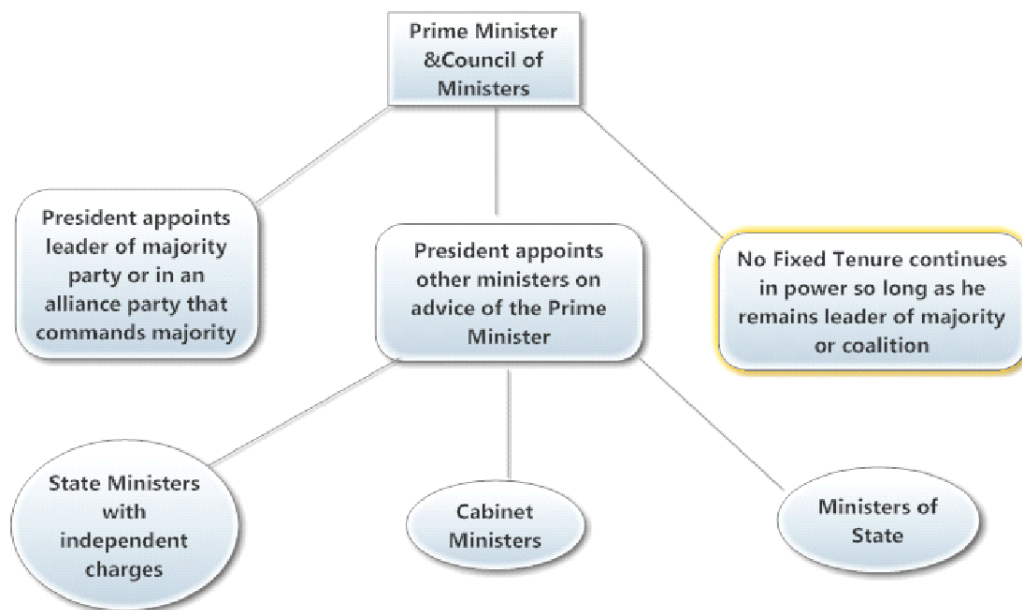 Prime Minister
&Council of
Ministers
President appoints
leader of majority
party or in an
alliance party that
commands majority
President appoints
other ministers on
advice of the Prime
Minister
No Fixed Tenure continues
in power so long as he
remains leader of majority
or coalition
State Ministers
with
independent
charges
Cabinet
Ministers
Ministers of
State